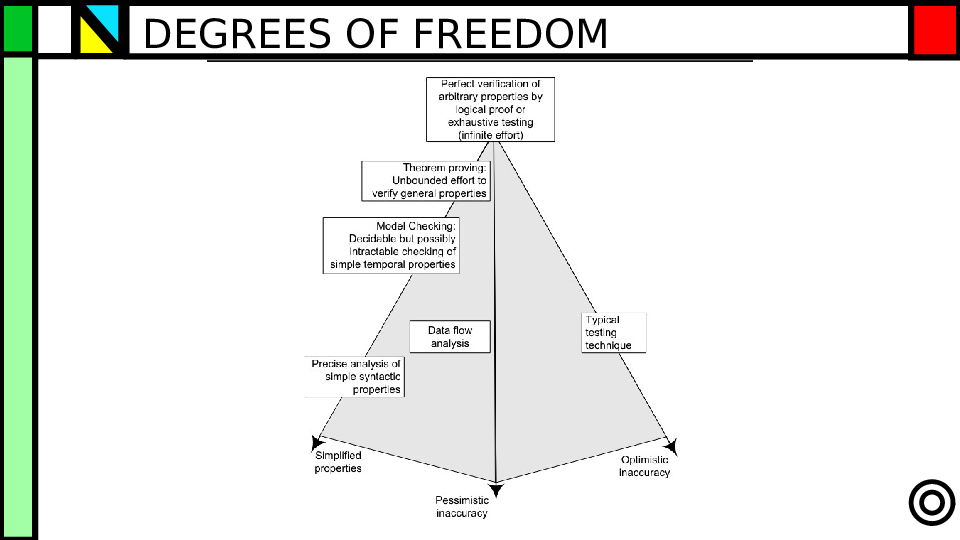 DEGREES OF FREEDOM
Perfect verification of
arbitrary properties by
logical proof or
exhaustive testing
(infinite effort)
Theorem proving:
Unbounded effort to
verify general properties
Model Checking:
Decidable but possibly
intractable checking of
simple temporal properties
Data flow
analysis
Typical
testing
technique
Precise analysis of
simple syntactic
properties
Simplified
properties
Optimistic
inaccuracy
Pessimistic
inaccuracy